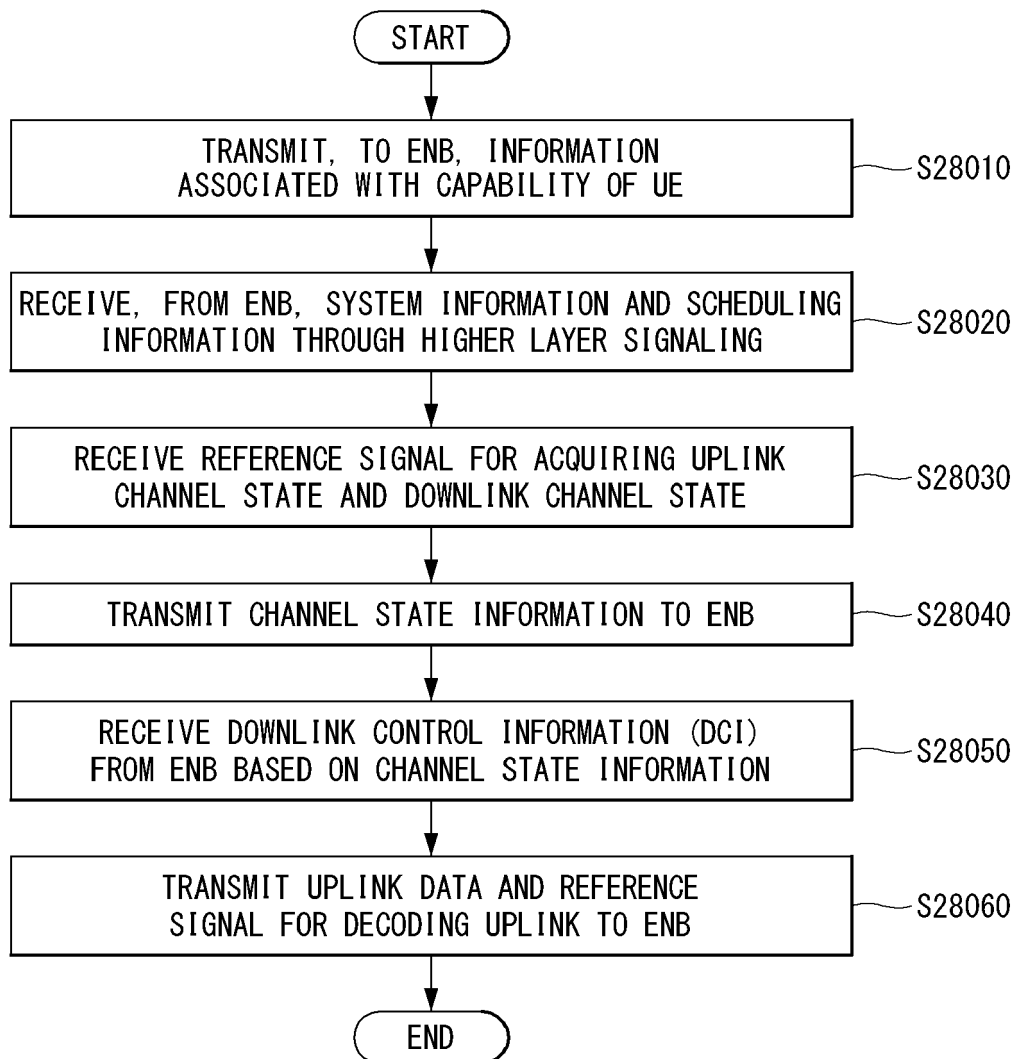 START
TRANSMIT, TO ENB, INFORMATION
ASSOCIATED WITH CAPABILITY OF UE
S28010
RECEIVE, FROM ENB, SYSTEM INFORMATION AND SCHEDULING
INFORMATION THROUGH HIGHER LAYER SIGNALING
S28020
RECEIVE REFERENCE SIGNAL FOR ACQUIRING UPLINK
CHANNEL STATE AND DOWNLINK CHANNEL STATE
S28030
TRANSMIT CHANNEL STATE INFORMATION TO ENB
S28040
RECEIVE DOWNLINK CONTROL INFORMATION (DCI)
FROM ENB BASED ON CHANNEL STATE INFORMATION
S28050
TRANSMIT UPLINK DATA AND REFERENCE
SIGNAL FOR DECODING UPLINK TO ENB
S28060
END